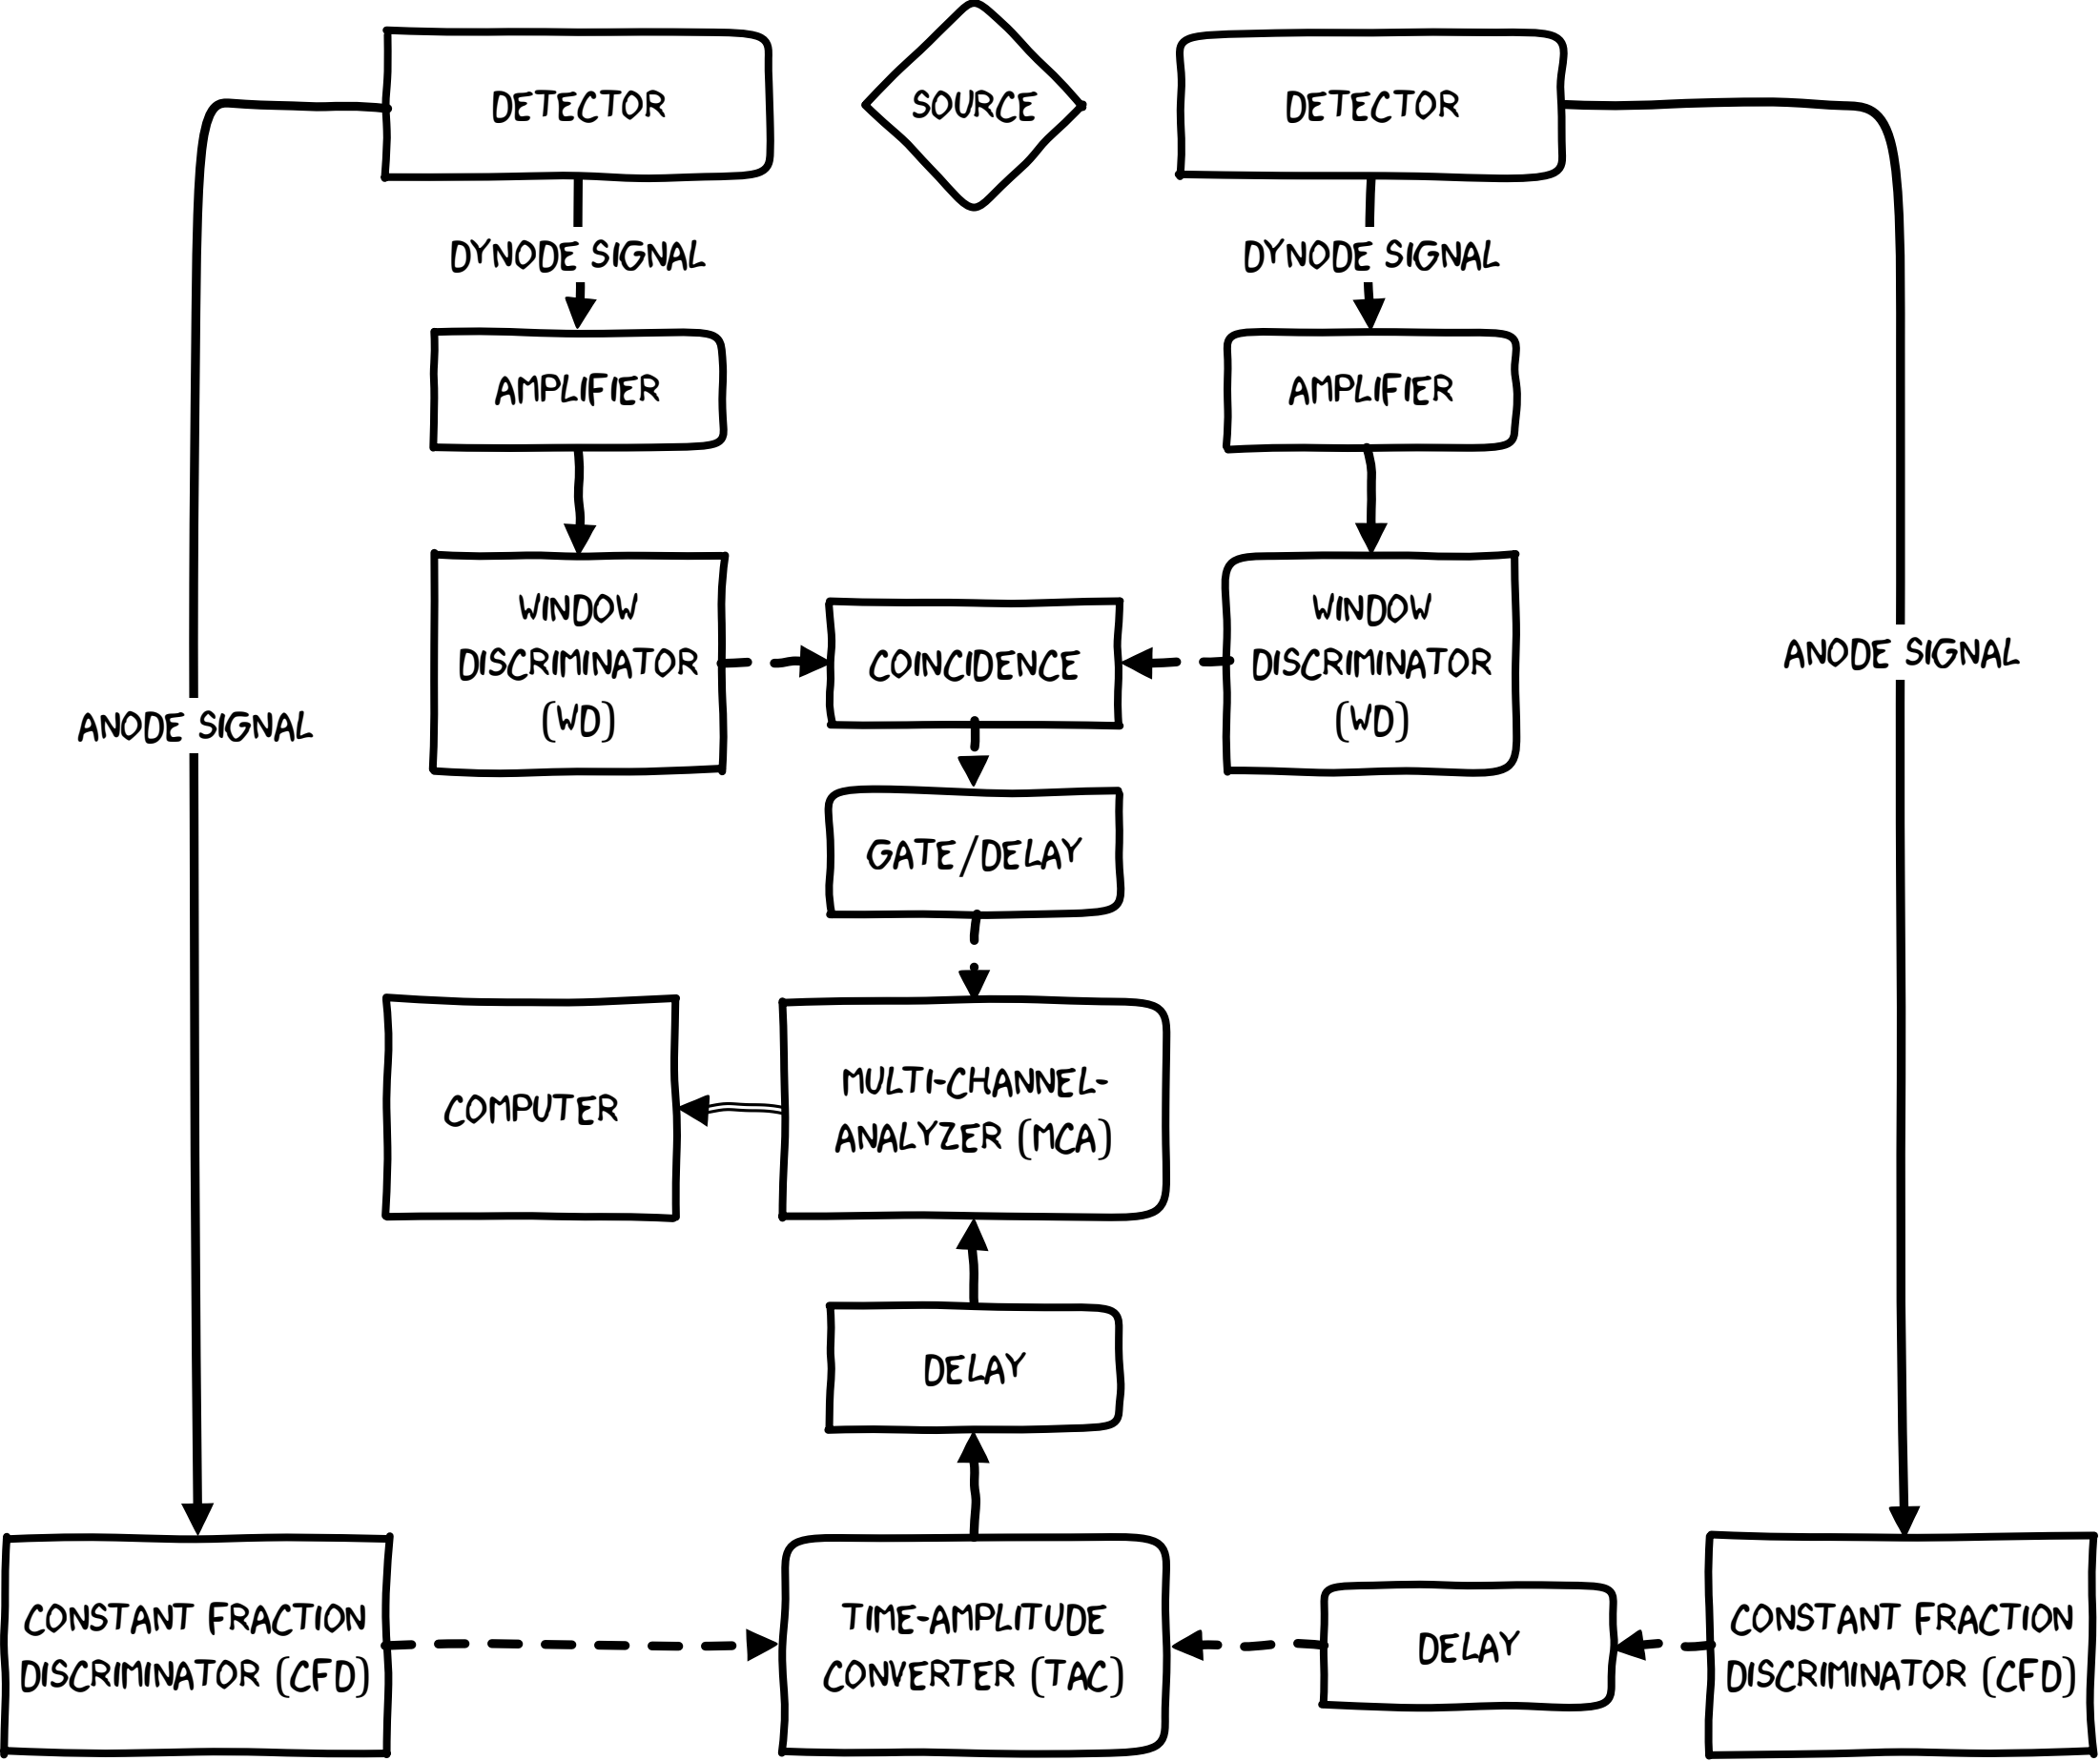 DETECTOR
SOURCE
DETECTOR
DYNODE SIGNAL
DYNODE SIGNAL
AMPLIFIER
AMPLIFIER
WINDOW
DISCRIMINATOR
(WD)
COINCIDENCE
WINDOW
DISCRIMINATOR
(WD)
ANODE SIGNAL
ANODE SIGNAL
GATE/DELAY
COMPUTER
MULTI-CHANNEL-
ANALYZER (MCA)
DELAY
CONSTANT FRACTION
DISCRIMINATOR (CFD)
TIME-AMPLITUDE
CONVERTER (TAC)
DELAY
CONSTANT FRACTION
DISCRIMINATOR (CFD)